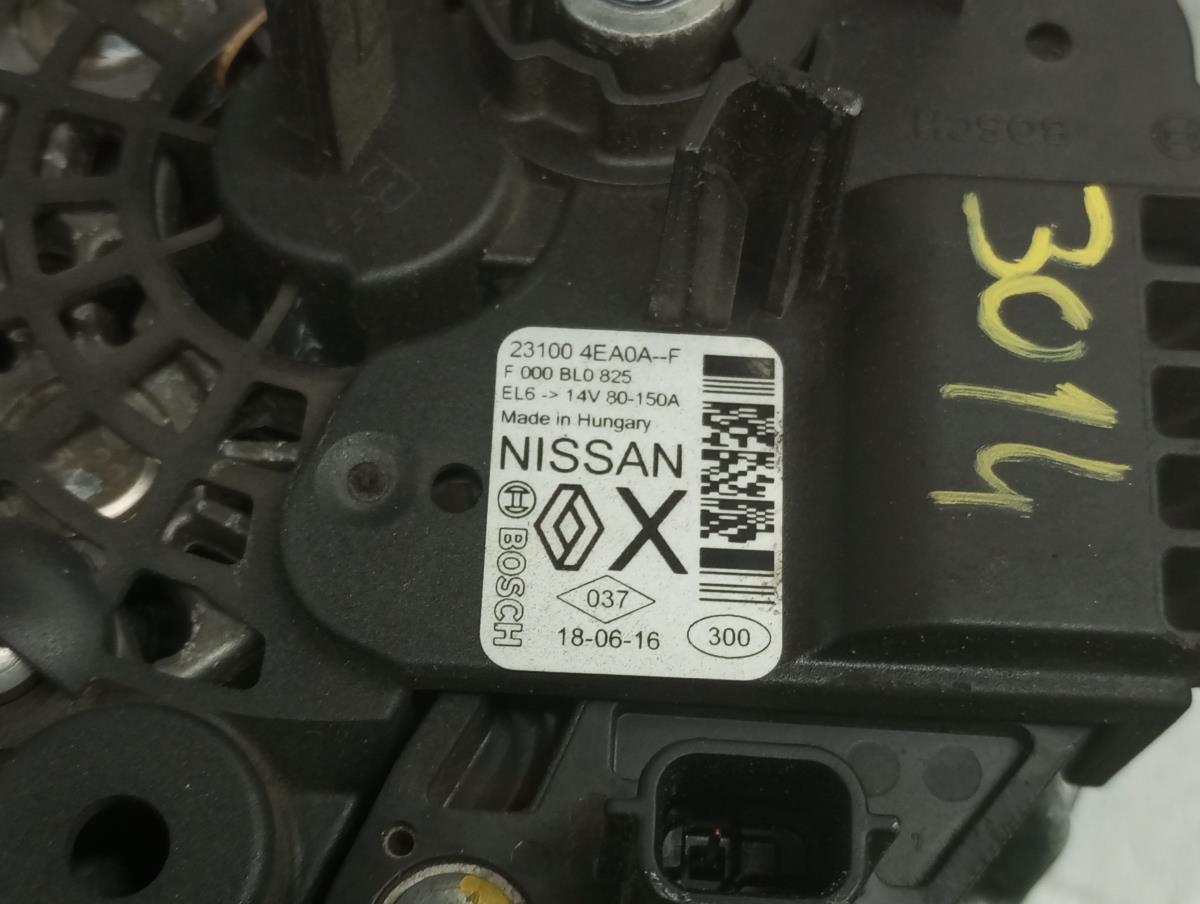 BOSCH
3014
23100 4EA0A--F
F 000 BL0 825
EL6 -> 14V 80-150A
Made in Hungary
NISSAN
BOSCH
X
037
18-06-16
300